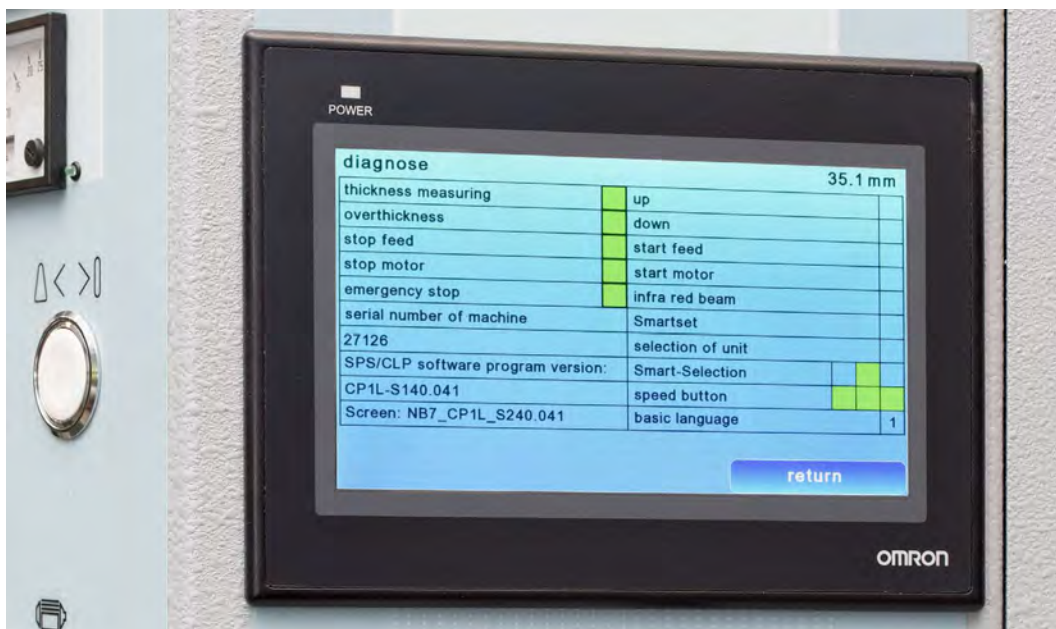 POWER
diagnose
35.1 mm
thickness measuring
up
overthickness
down
stop feed
start feed
stop motor
start motor
emergency stop
infra red beam
serial number of machine
Smartset
27126
selection of unit
SPS/CLP software program version:
Smart-Selection
CP1L-S140.041
speed button
Screen: NB7_CP1L_S240.041
basic language
1
return
OMRON